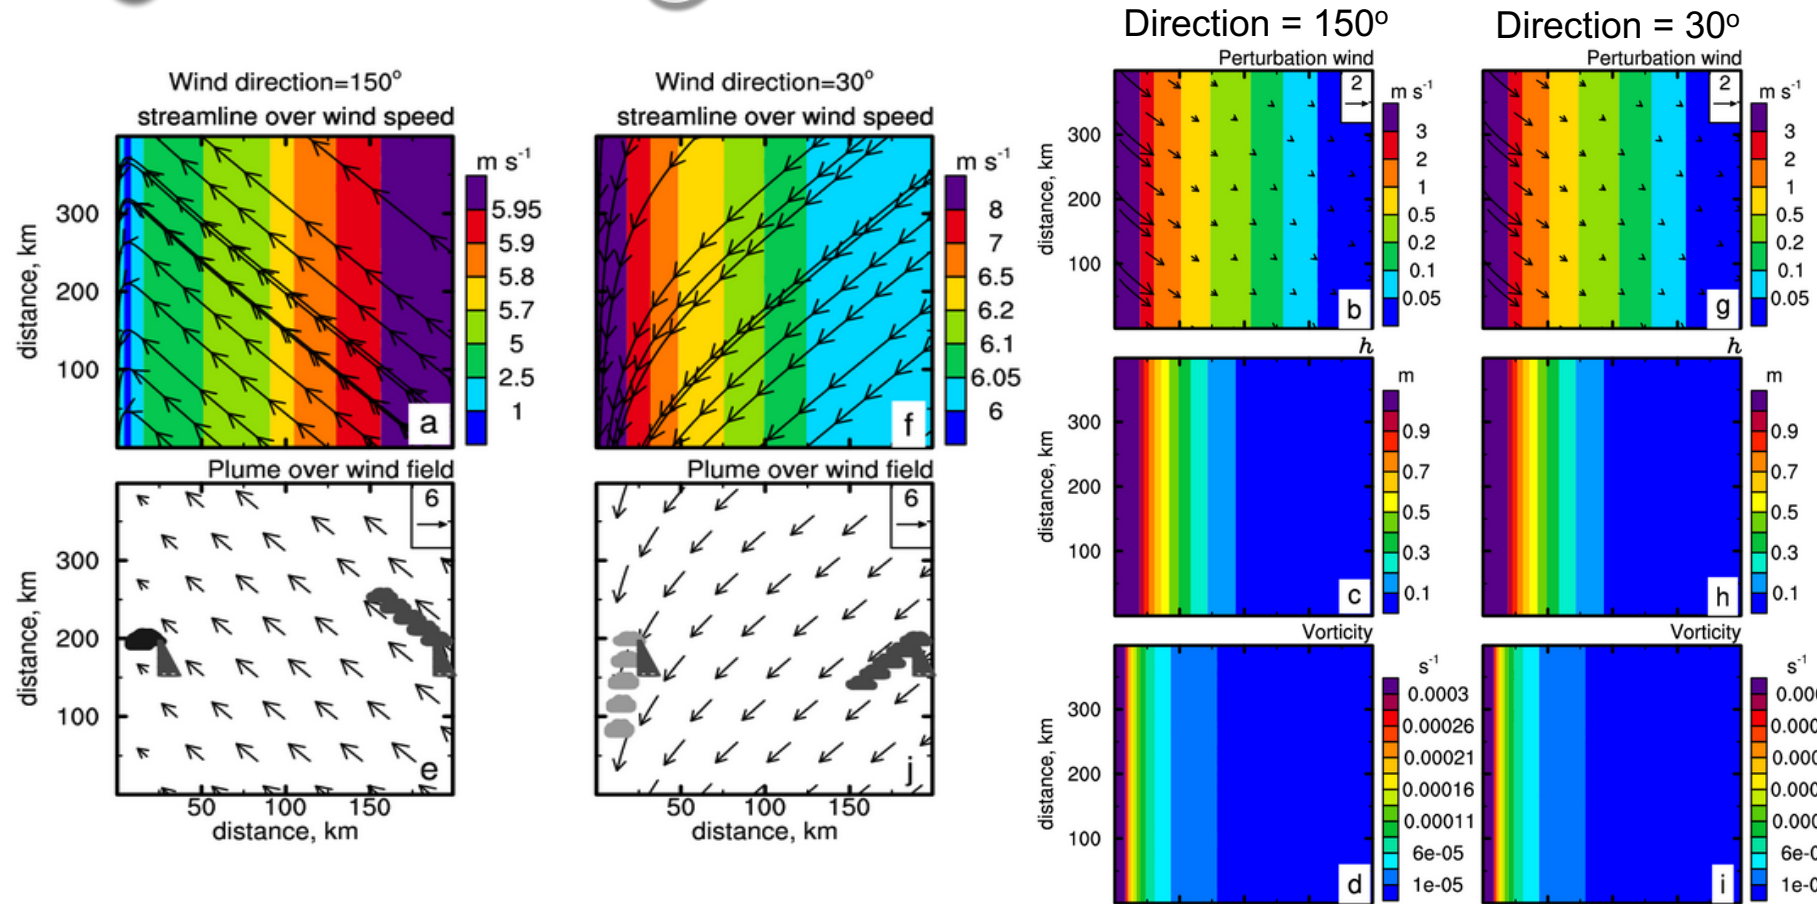 Direction = 150º
Direction = 30º
Wind direction=150°
streamline over wind speed
m s⁻¹
5.95
5.9
5.8
5.7
5
2.5
1
distance, km
300
200
100
a
Wind direction=30°
streamline over wind speed
m s⁻¹
8
7
6.5
6.2
6.1
6.05
6
f
Plume over wind field
6
distance, km
300
200
100
e
50
100
150
distance, km
Plume over wind field
6
j
50
100
150
distance, km
Perturbation wind
2
m s⁻¹
3
2
1
0.5
0.2
0.1
0.05
distance, km
300
200
100
b
Perturbation wind
2
m s⁻¹
3
2
1
0.5
0.2
0.1
0.05
g
h
m
0.9
0.7
0.5
0.3
0.1
distance, km
300
200
100
c
h
m
0.9
0.7
0.5
0.3
0.1
h
Vorticity
s⁻¹
0.0003
0.00026
0.00021
0.00016
0.00011
6e-05
1e-05
distance, km
300
200
100
d
Vorticity
s⁻¹
i